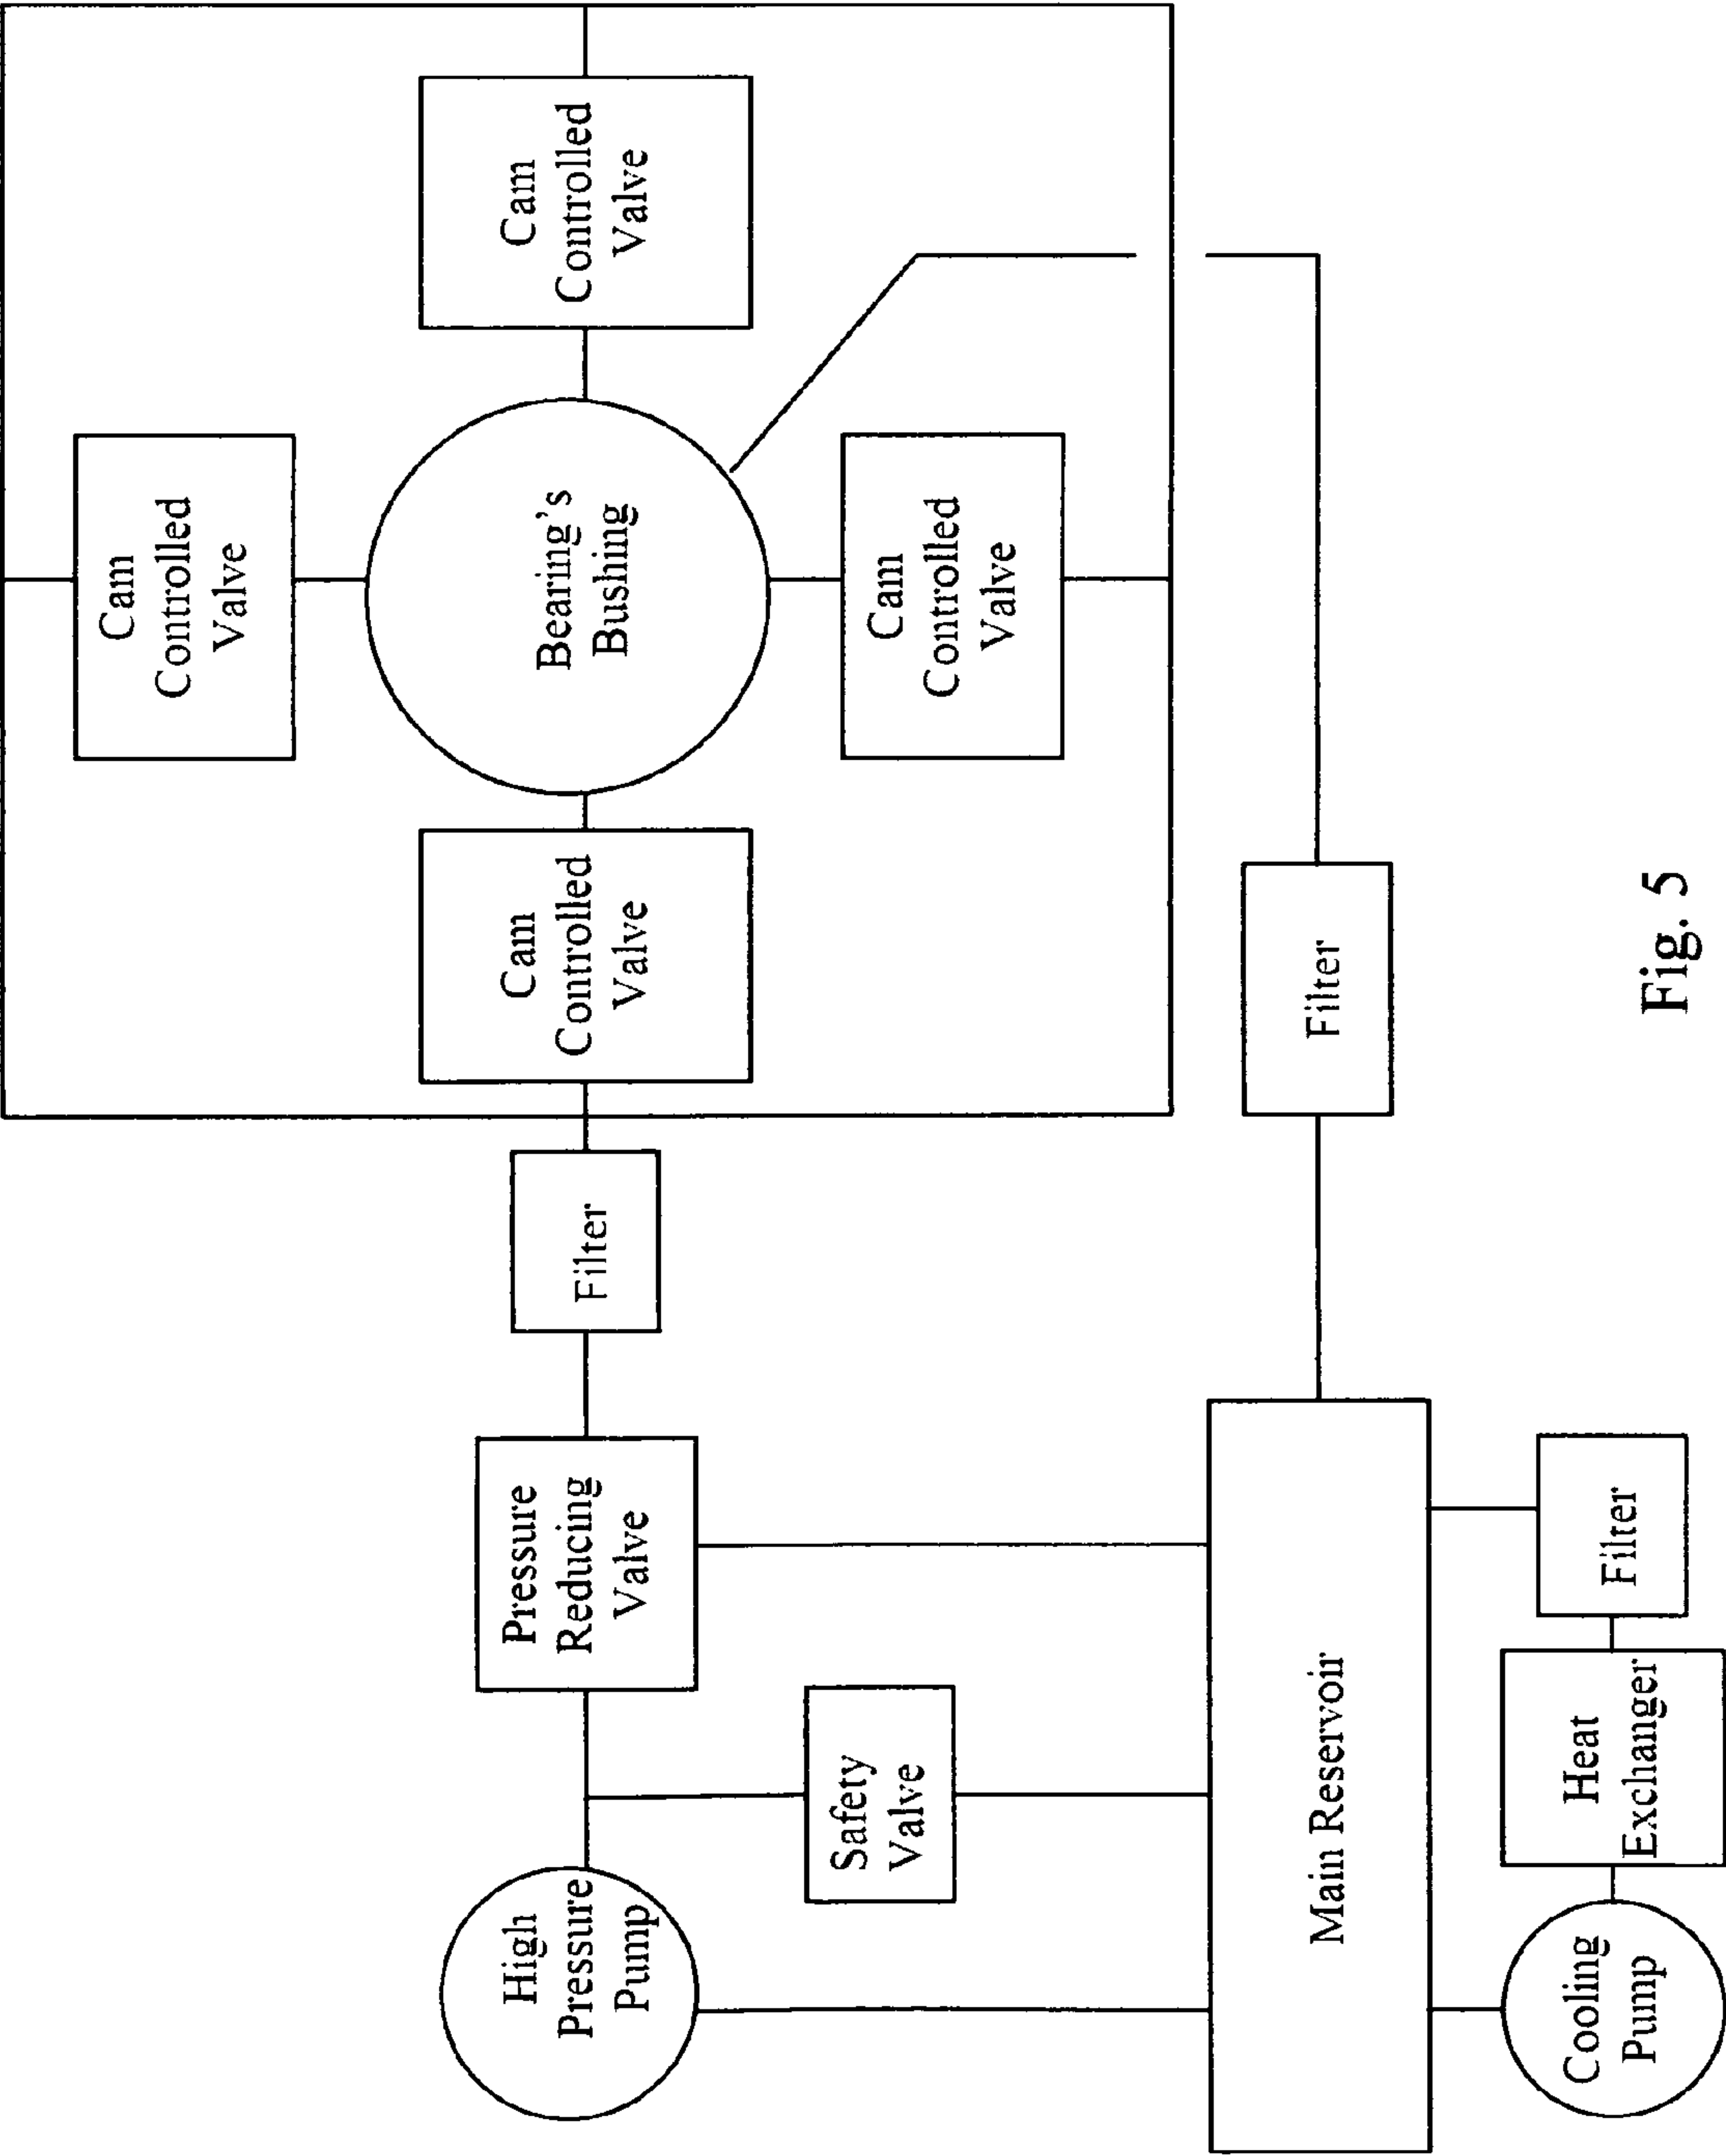 Cam
Controlled
Valve
Cam
Controlled
Valve
Bearing's
Bushing
Cam
Controlled
Valve
Cam
Controlled
Valve
High
Pressure
Pump
Pressure
Reducing
Valve
Filter
Safety
Valve
Main Reservoir
Filter
Cooling
Pump
Heat
Exchanger
Filter
Fig. 5